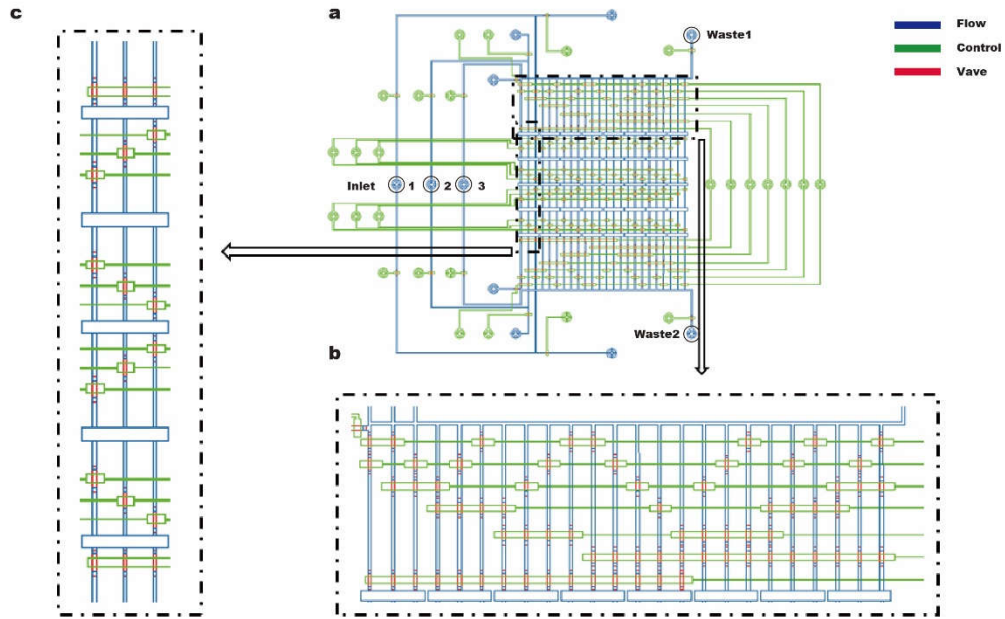 c
a
Waste1
Flow
Control
Vave
Inlet 1 2 3
Waste2
b